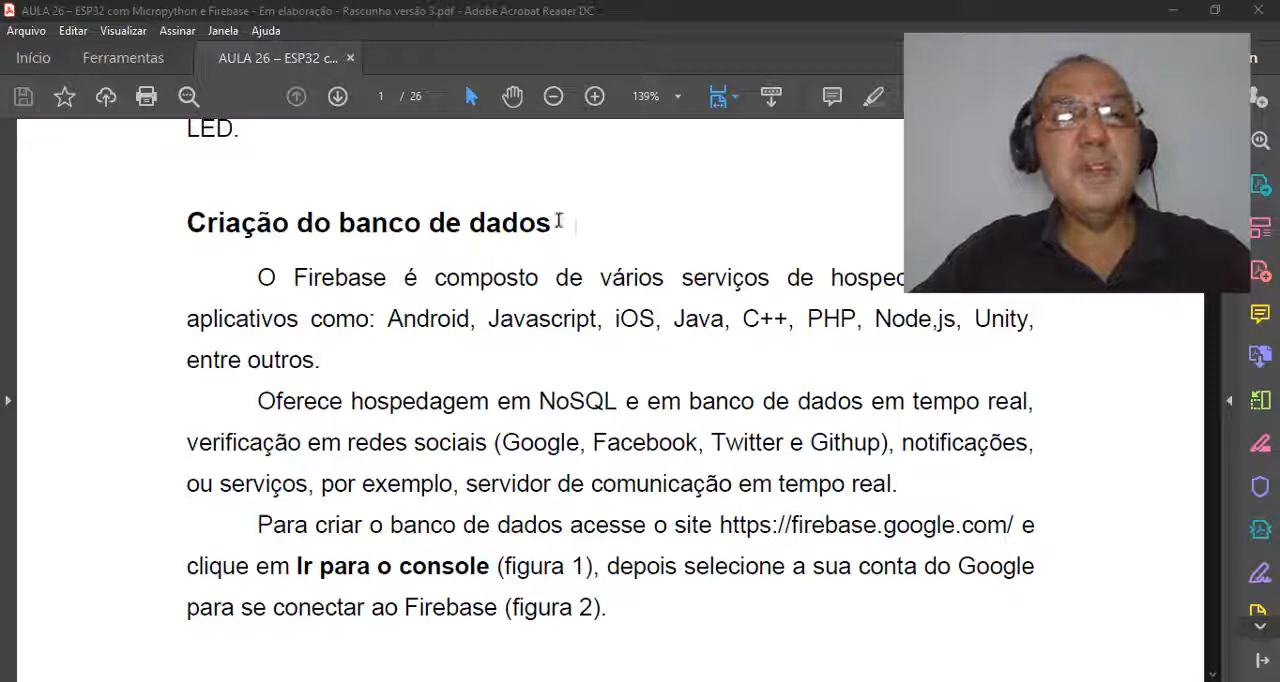 AULA 26 – ESP32 com Micropython e Firebase - Em elaboração - Rascunho versão 3.pdf - Adobe Acrobat Reader DC
Arquivo Editar Visualizar Assinar Janela Ajuda
Início Ferramentas AULA 26 – ESP32 c... ×
1 / 26 139%
LED.
Criação do banco de dados
O Firebase é composto de vários serviços de
aplicativos como: Android, Javascript, iOS, Java, C++, PHP, Node,js, Unity,
entre outros.
Oferece hospedagem em NoSQL e em banco de dados em tempo real,
verificação em redes sociais (Google, Facebook, Twitter e Githup), notificações,
ou serviços, por exemplo, servidor de comunicação em tempo real.
Para criar o banco de dados acesse o site https://firebase.google.com/ e
clique em Ir para o console (figura 1), depois selecione a sua conta do Google
para se conectar ao Firebase (figura 2).